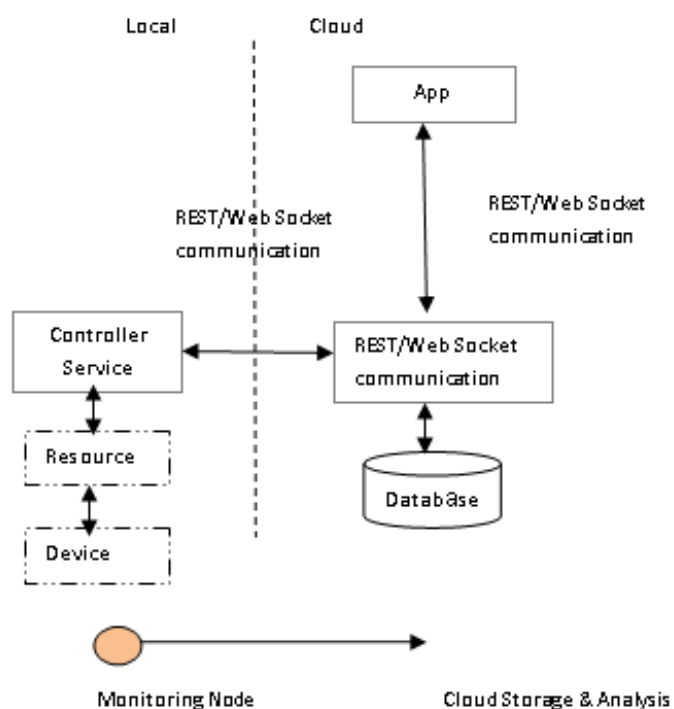 Local
Cloud
App
REST/Web Socket
communication
REST/Web Socket
communication
Controller
Service
REST/Web Socket
communication
Resource
Database
Device
Monitoring Node
Cloud Storage & Analysis